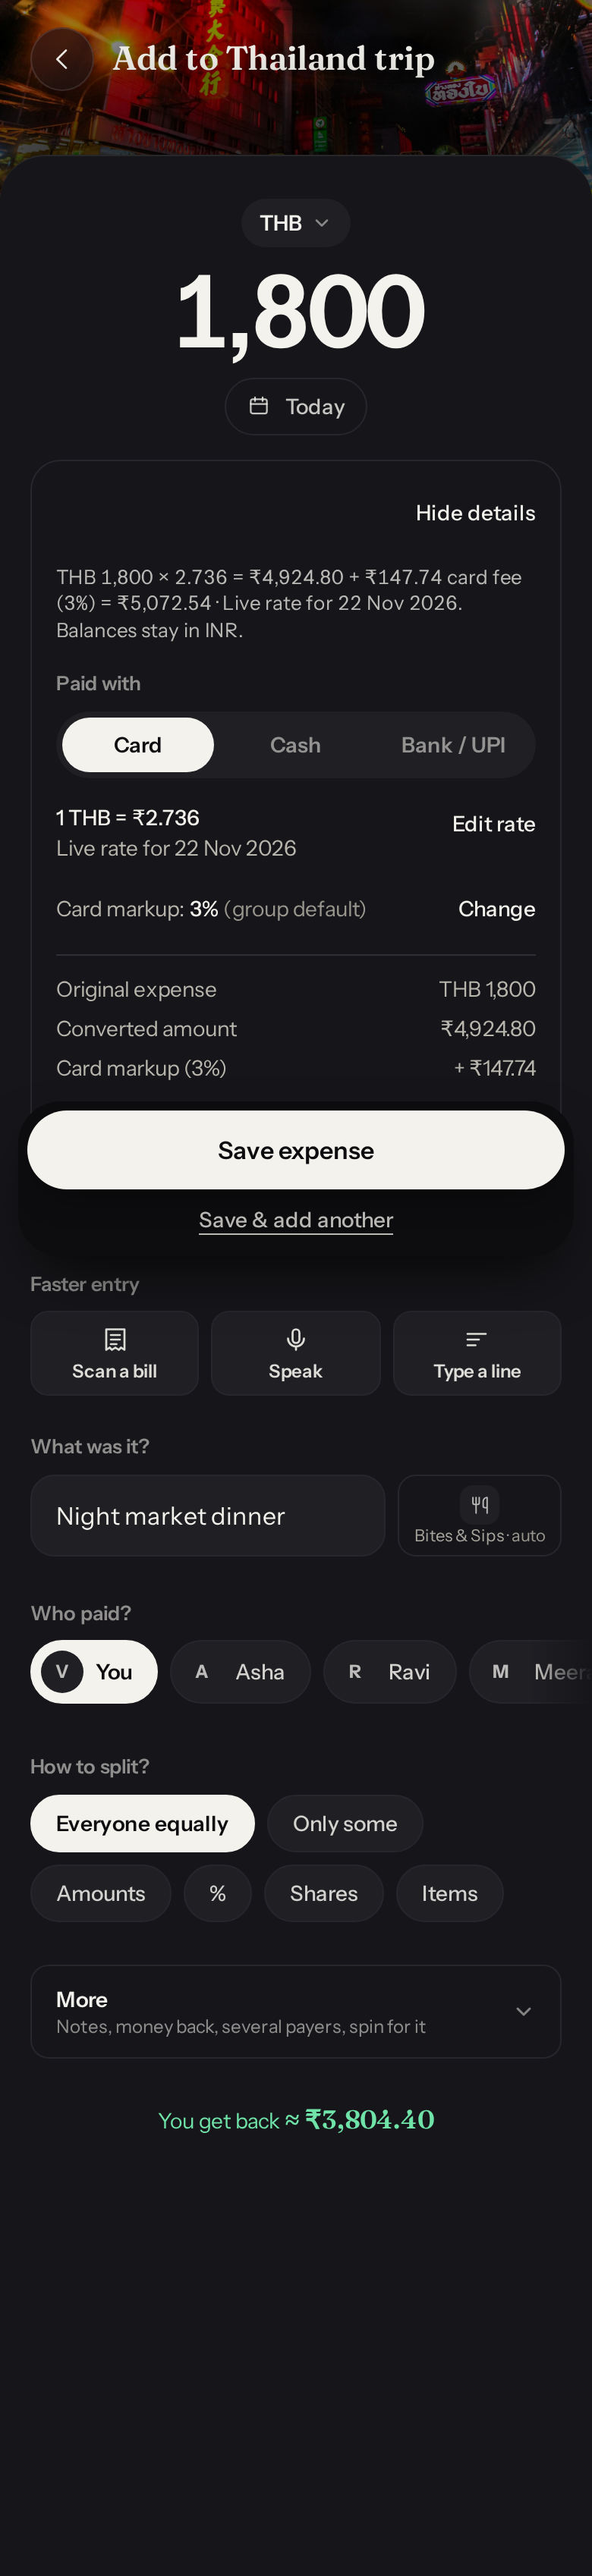 Add to Thailand trip
THB
1,800
Today
Hide details
THB 1,800 × 2.736 = ₹4,924.80 + ₹147.74 card fee
(3%) = ₹5,072.54 · Live rate for 22 Nov 2026.
Balances stay in INR.
Paid with
Card
Cash
Bank / UPI
1 THB = ₹2.736
Edit rate
Live rate for 22 Nov 2026
Card markup: 3% (group default)
Change
Original expense
THB 1,800
Converted amount
₹4,924.80
Card markup (3%)
+ ₹147.74
Save expense
Save & add another
Faster entry
Scan a bill
Speak
Type a line
What was it?
Night market dinner
Bites & Sips · auto
Who paid?
V You
A Asha
R Ravi
M Meer
How to split?
Everyone equally
Only some
Amounts
%
Shares
Items
More
Notes, money back, several payers, spin for it
You get back ≈ ₹3,804.40